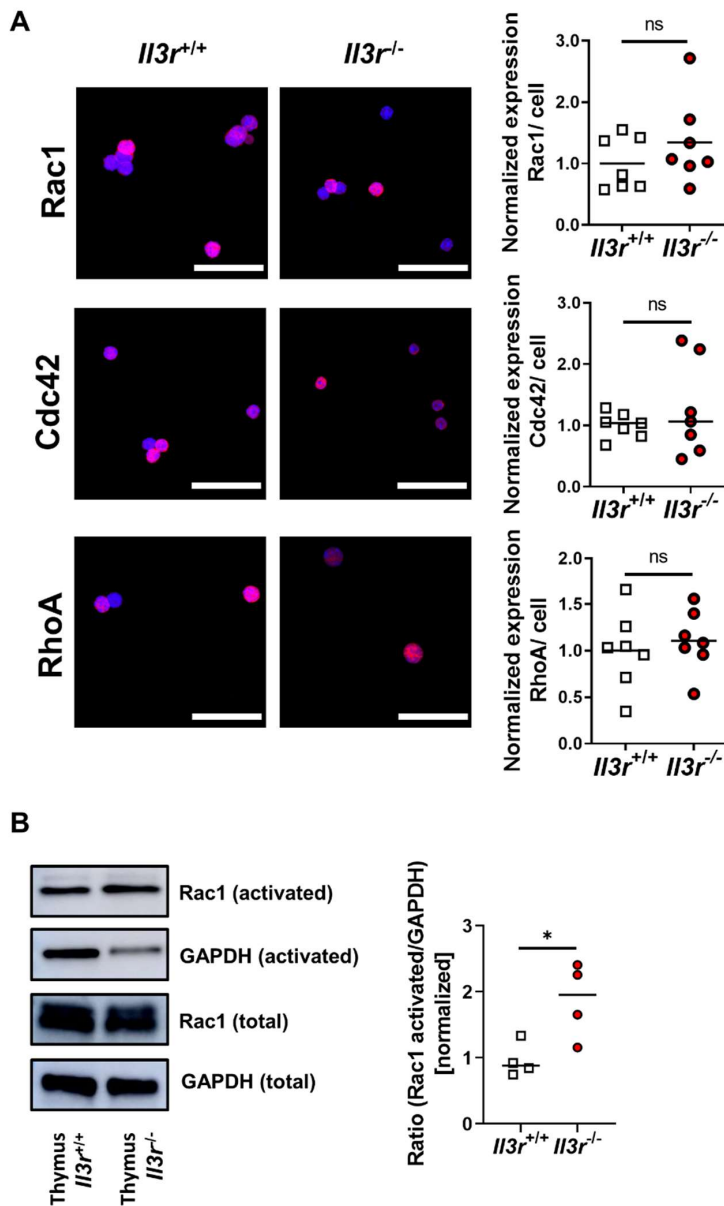 A
Il3r+/+
Il3r-/-
Rac1
Cdc42
RhoA
Normalized expression
Rac1/ cell
3.0
2.0
1.0
0.0
ns
Il3r+/+
Il3r-/-
Normalized expression
Cdc42/ cell
3.0
2.0
1.0
0.0
ns
Il3r+/+
Il3r-/-
Normalized expression
RhoA/ cell
2.0
1.5
1.0
0.5
0.0
ns
Il3r+/+
Il3r-/-
B
Rac1 (activated)
GAPDH (activated)
Rac1 (total)
GAPDH (total)
Thymus
Il3r+/+
Thymus
Il3r-/-
Ratio (Rac1 activated/GAPDH)
[normalized]
3
2
1
0
*
Il3r+/+
Il3r-/-